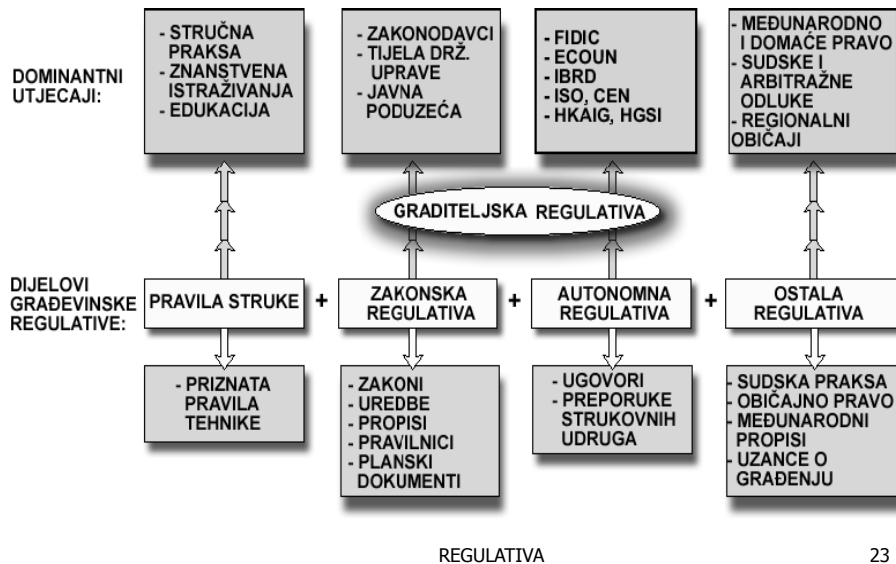 DOMINANTNI
UTJECAJI:
- STRUČNA
PRAKSA
- ZNANSTVENA
ISTRAŽIVANJA
- EDUKACIJA
- ZAKONODAVCI
- TIJELA DRŽ.
UPRAVE
- JAVNA
PODUZEĆA
- FIDIC
- ECOUN
- IBRD
- ISO, CEN
- HKAIG, HGSI
- MEĐUNARODNO
I DOMAĆE PRAVO
- SUDSKE I
ARBITRAŽNE
ODLUKE
- REGIONALNI
OBIČAJI
GRADITELJSKA REGULATIVA
DIJELOVI
GRAĐEVINSKE
REGULATIVE:
PRAVILA STRUKE
+
ZAKONSKA
REGULATIVA
+
AUTONOMNA
REGULATIVA
+
OSTALA
REGULATIVA
- PRIZNATA
PRAVILA
TEHNIKE
- ZAKONI
- UREDBE
- PROPISI
- PRAVILNICI
- PLANSKI
DOKUMENTI
- UGOVORI
- PREPORUKE
STRUKOVNIH
UDRUGA
- SUDSKA PRAKSA
- OBIČAJNO PRAVO
- MEĐUNARODNI
PROPISI
- UZANCE O
GRAĐENJU
REGULATIVA
23